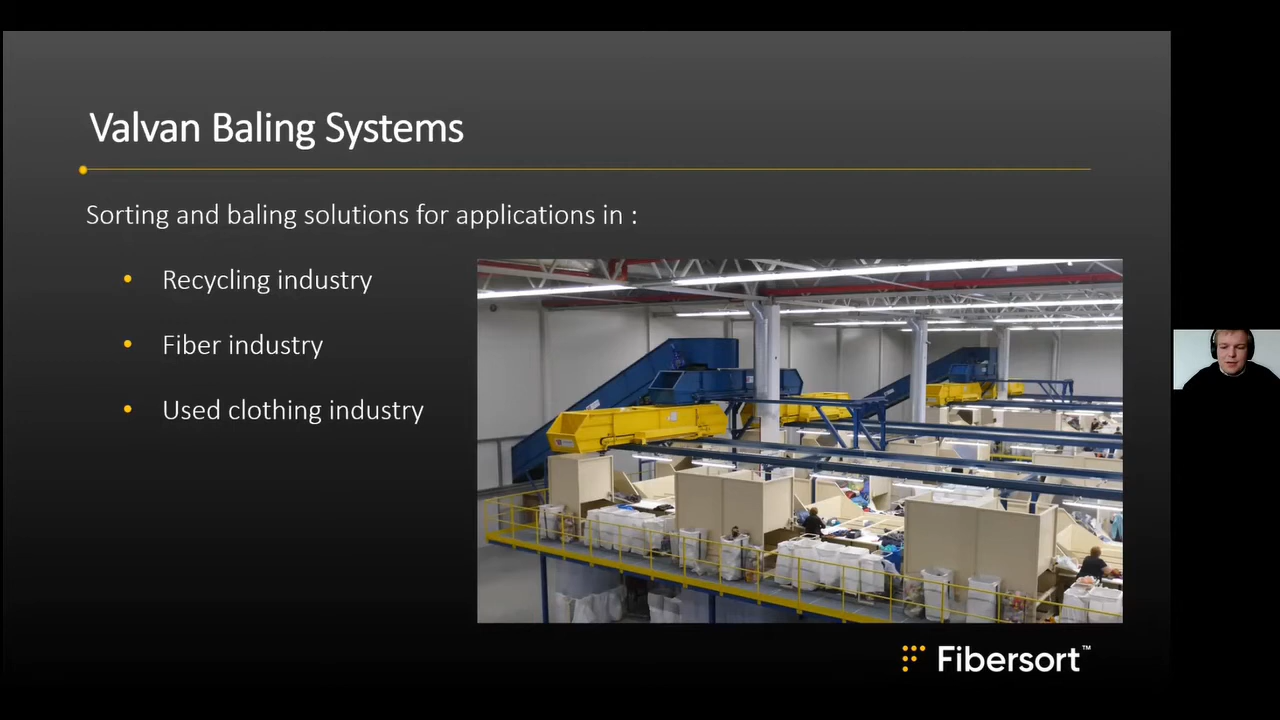 Valvan Baling Systems
Sorting and baling solutions for applications in :
• Recycling industry
• Fiber industry
• Used clothing industry
Fibersort™